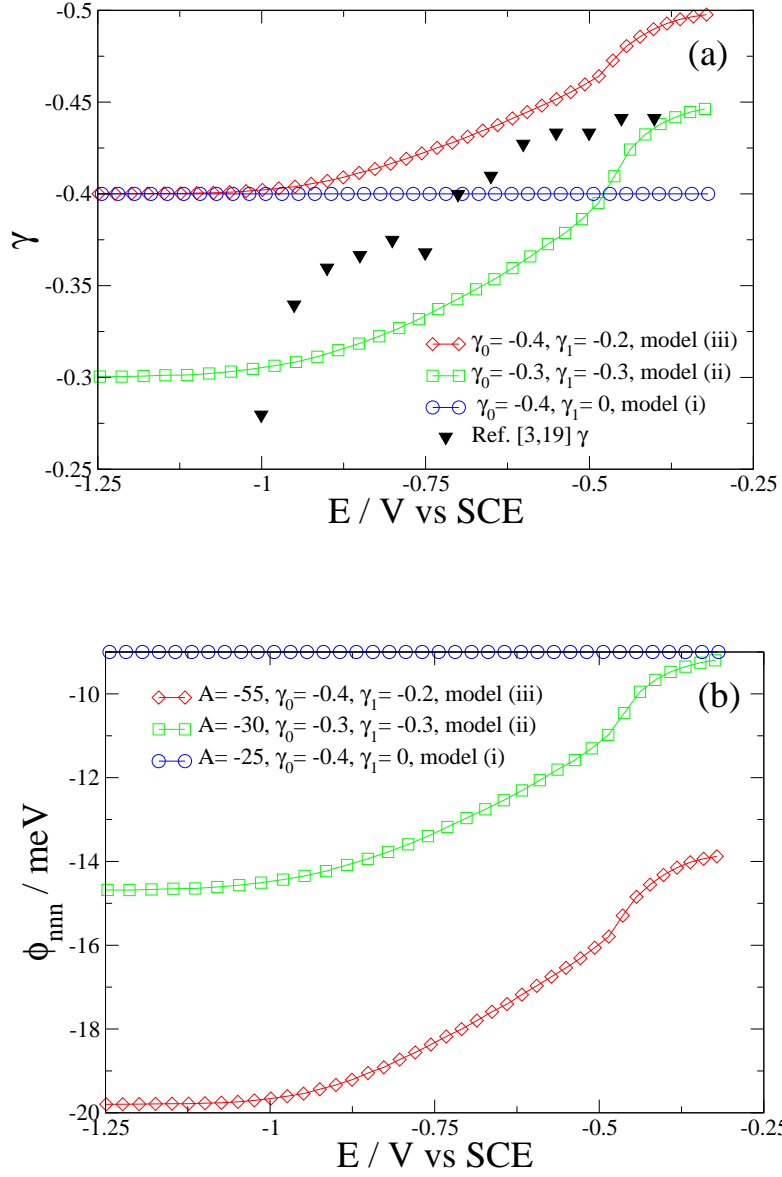 -0.5
(a)
-0.45
-0.4
γ
-0.35
γ0= -0.4, γ1= -0.2, model (iii)
γ0= -0.3, γ1= -0.3, model (ii)
-0.3
γ0= -0.4, γ1= 0, model (i)
Ref. [3,19] γ
-0.25
-1.25 -1 -0.75 -0.5 -0.25
E / V vs SCE
-10
A= -55, γ0= -0.4, γ1= -0.2, model (iii)
(b)
A= -30, γ0= -0.3, γ1= -0.3, model (ii)
A= -25, γ0= -0.4, γ1= 0, model (i)
-12
-14
ϕnnn / meV
-16
-18
-20
-1.25 -1 -0.75 -0.5 -0.25
E / V vs SCE